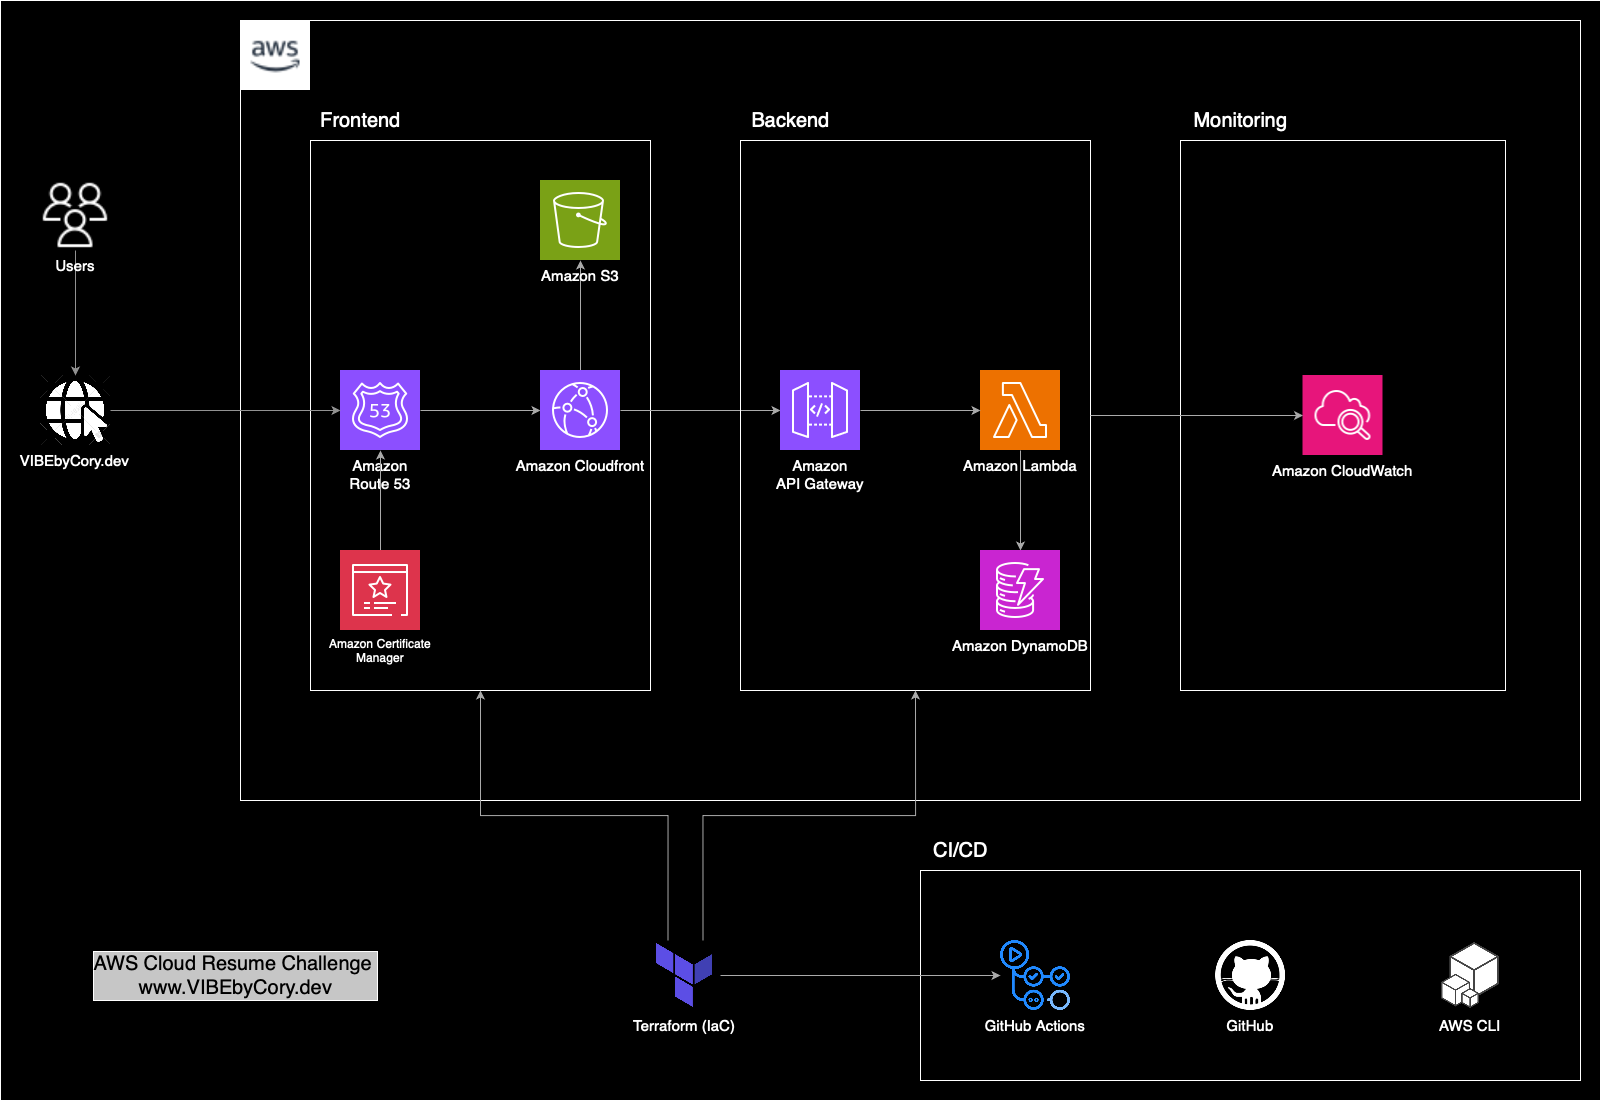 aws
Frontend
Backend
Monitoring
Users
Amazon S3
VIBEbyCory.dev
53
Amazon
Route 53
Amazon Cloudfront
</>
Amazon
API Gateway
Amazon Lambda
Amazon CloudWatch
Amazon Certificate
Manager
Amazon DynamoDB
CI/CD
AWS Cloud Resume Challenge
www.VIBEbyCory.dev
Terraform (IaC)
GitHub Actions
GitHub
AWS CLI